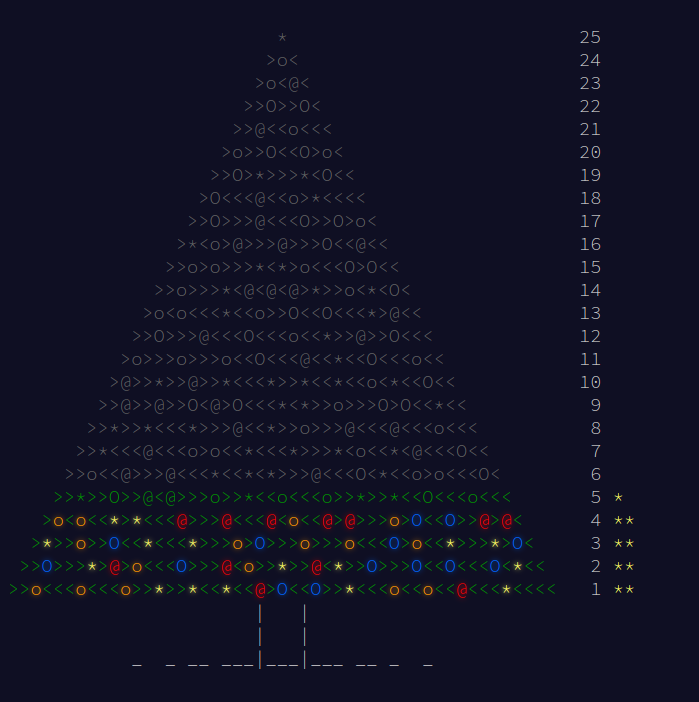 *    25
>o<    24
>o<@<    23
>>O>>O<    22
>>@<<o<<<    21
>o>>O<<O>o<    20
>>O>*>>>*<O<<    19
>O<<<@<<o>*<<<<    18
>>O>>>@<<<O>>O>o<    17
>*<o>@>>>@>>>O<<@<<    16
>>o>o>>>*<*>o<<<O>O<<    15
>>o>>>*<@<@<@>*>>o<*<O<    14
>o<o<<<*<<o>>O<<O<<<*>@<<    13
>>O>>>@<<<O<<<o<<*>>@>>O<<<    12
>o>>>o>>>o<<O<<<@<<*<<O<<<o<<    11
>@>>*>>@>>*<<<*>>*<<*<<o<*<<O<<    10
>>@>>@>>O<@>O<<<*<*>>o>>>O>O<<*<<    9
>>*>>*<<<*>>>@<<*>>o>>>@<<<@<<<o<<<    8
>>*<<<@<<<o>o<<*<<<*>>>*<<o<*<@<<<O<<    7
>>o<<@>>>@<<<*<<*<*>>>@<<<O<*<<o>o<<<O<    6
>>*>>O>>@<@>>>o>>*<<o<<<o>>*>>*<<O<<<o<<<    5 *
>o<o<<*>*<<<@>>>@<<<@<o<<@>@>>>o>O<<O>>@>@<    4 **
>*>>o>>O<<*<<<*>>>o>O>>>o>>>o<<<O>o<<*>>>*>O<    3 **
>>O>>>*>@>o<<<O>>>@<o>>*>>@<*>>O>>>O<<O<<<O<*<<    2 **
>>o<<<o<<<o>>*>>*<<*<<@>O<<O>>*<<<o<<o<<<@<<<*<<<<    1 **
|   |
|   |
_  _ __ ___|___|___ __ _  _